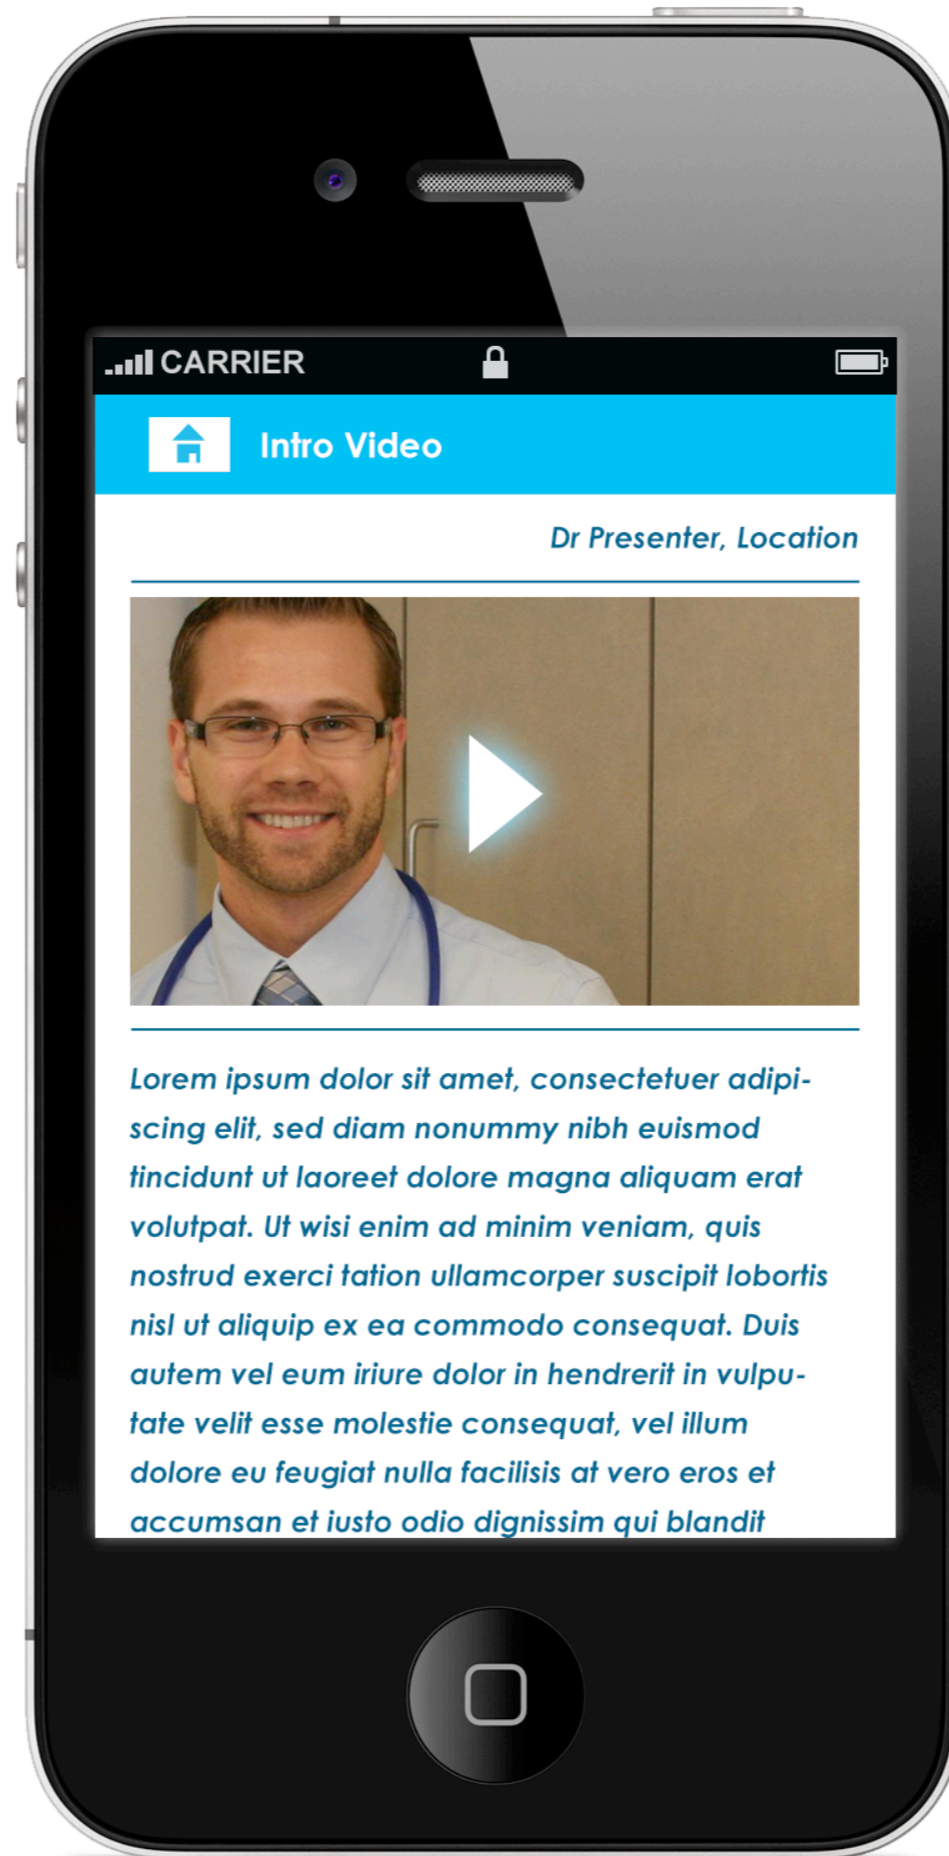 CARRIER
Intro Video
Dr Presenter, Location
Lorem ipsum dolor sit amet, consectetuer adipi-
scing elit, sed diam nonummy nibh euismod
tincidunt ut laoreet dolore magna aliquam erat
volutpat. Ut wisi enim ad minim veniam, quis
nostrud exerci tation ullamcorper suscipit lobortis
nisl ut aliquip ex ea commodo consequat. Duis
autem vel eum iriure dolor in hendrerit in vulpu-
tate velit esse molestie consequat, vel illum
dolore eu feugiat nulla facilisis at vero eros et
accumsan et iusto odio dignissim qui blandit